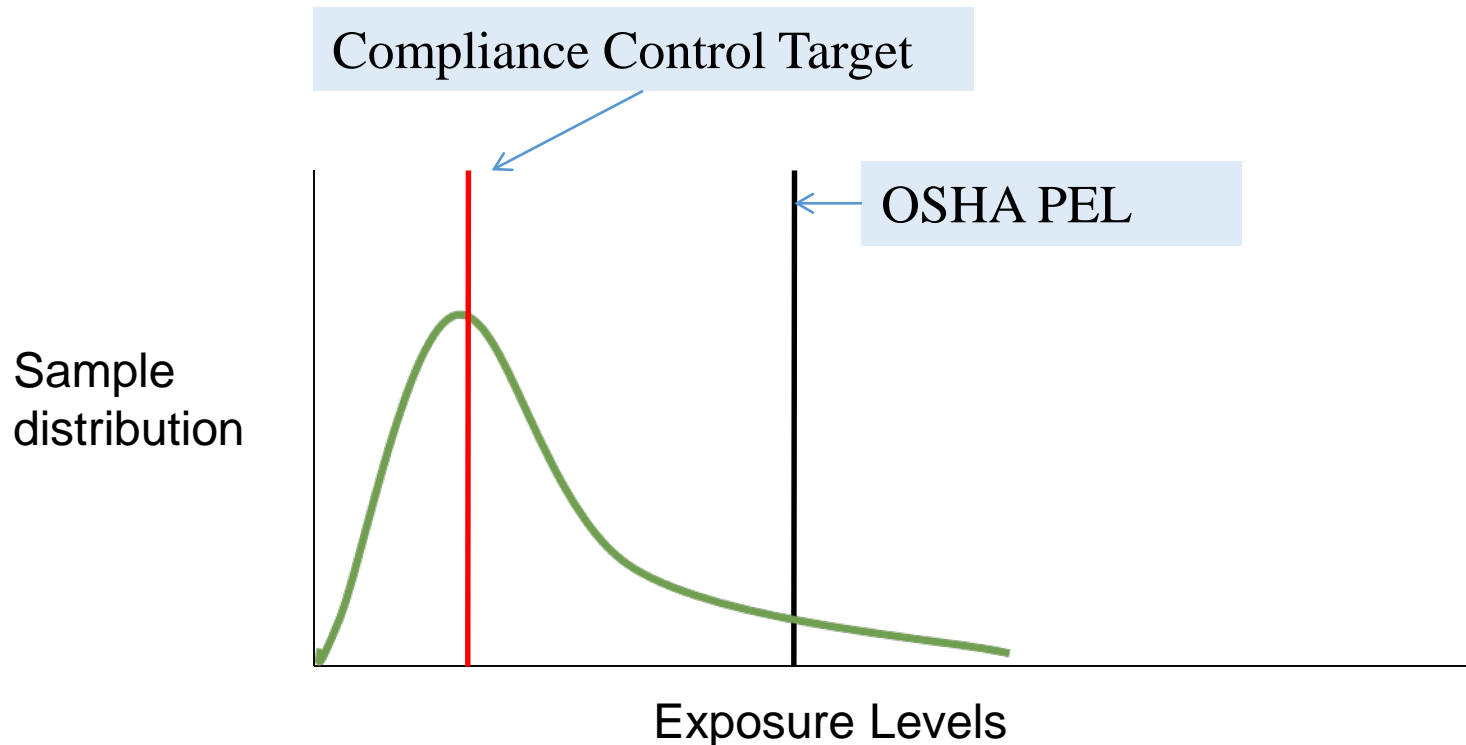 Compliance Control Target
OSHA PEL
Sample
distribution
Exposure Levels